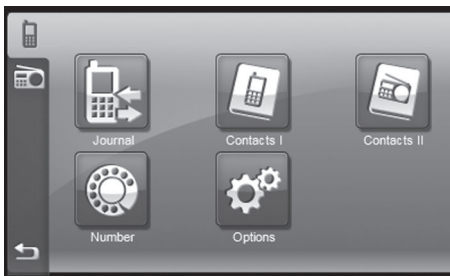 Journal
Contacts I
Contacts II
Number
Options